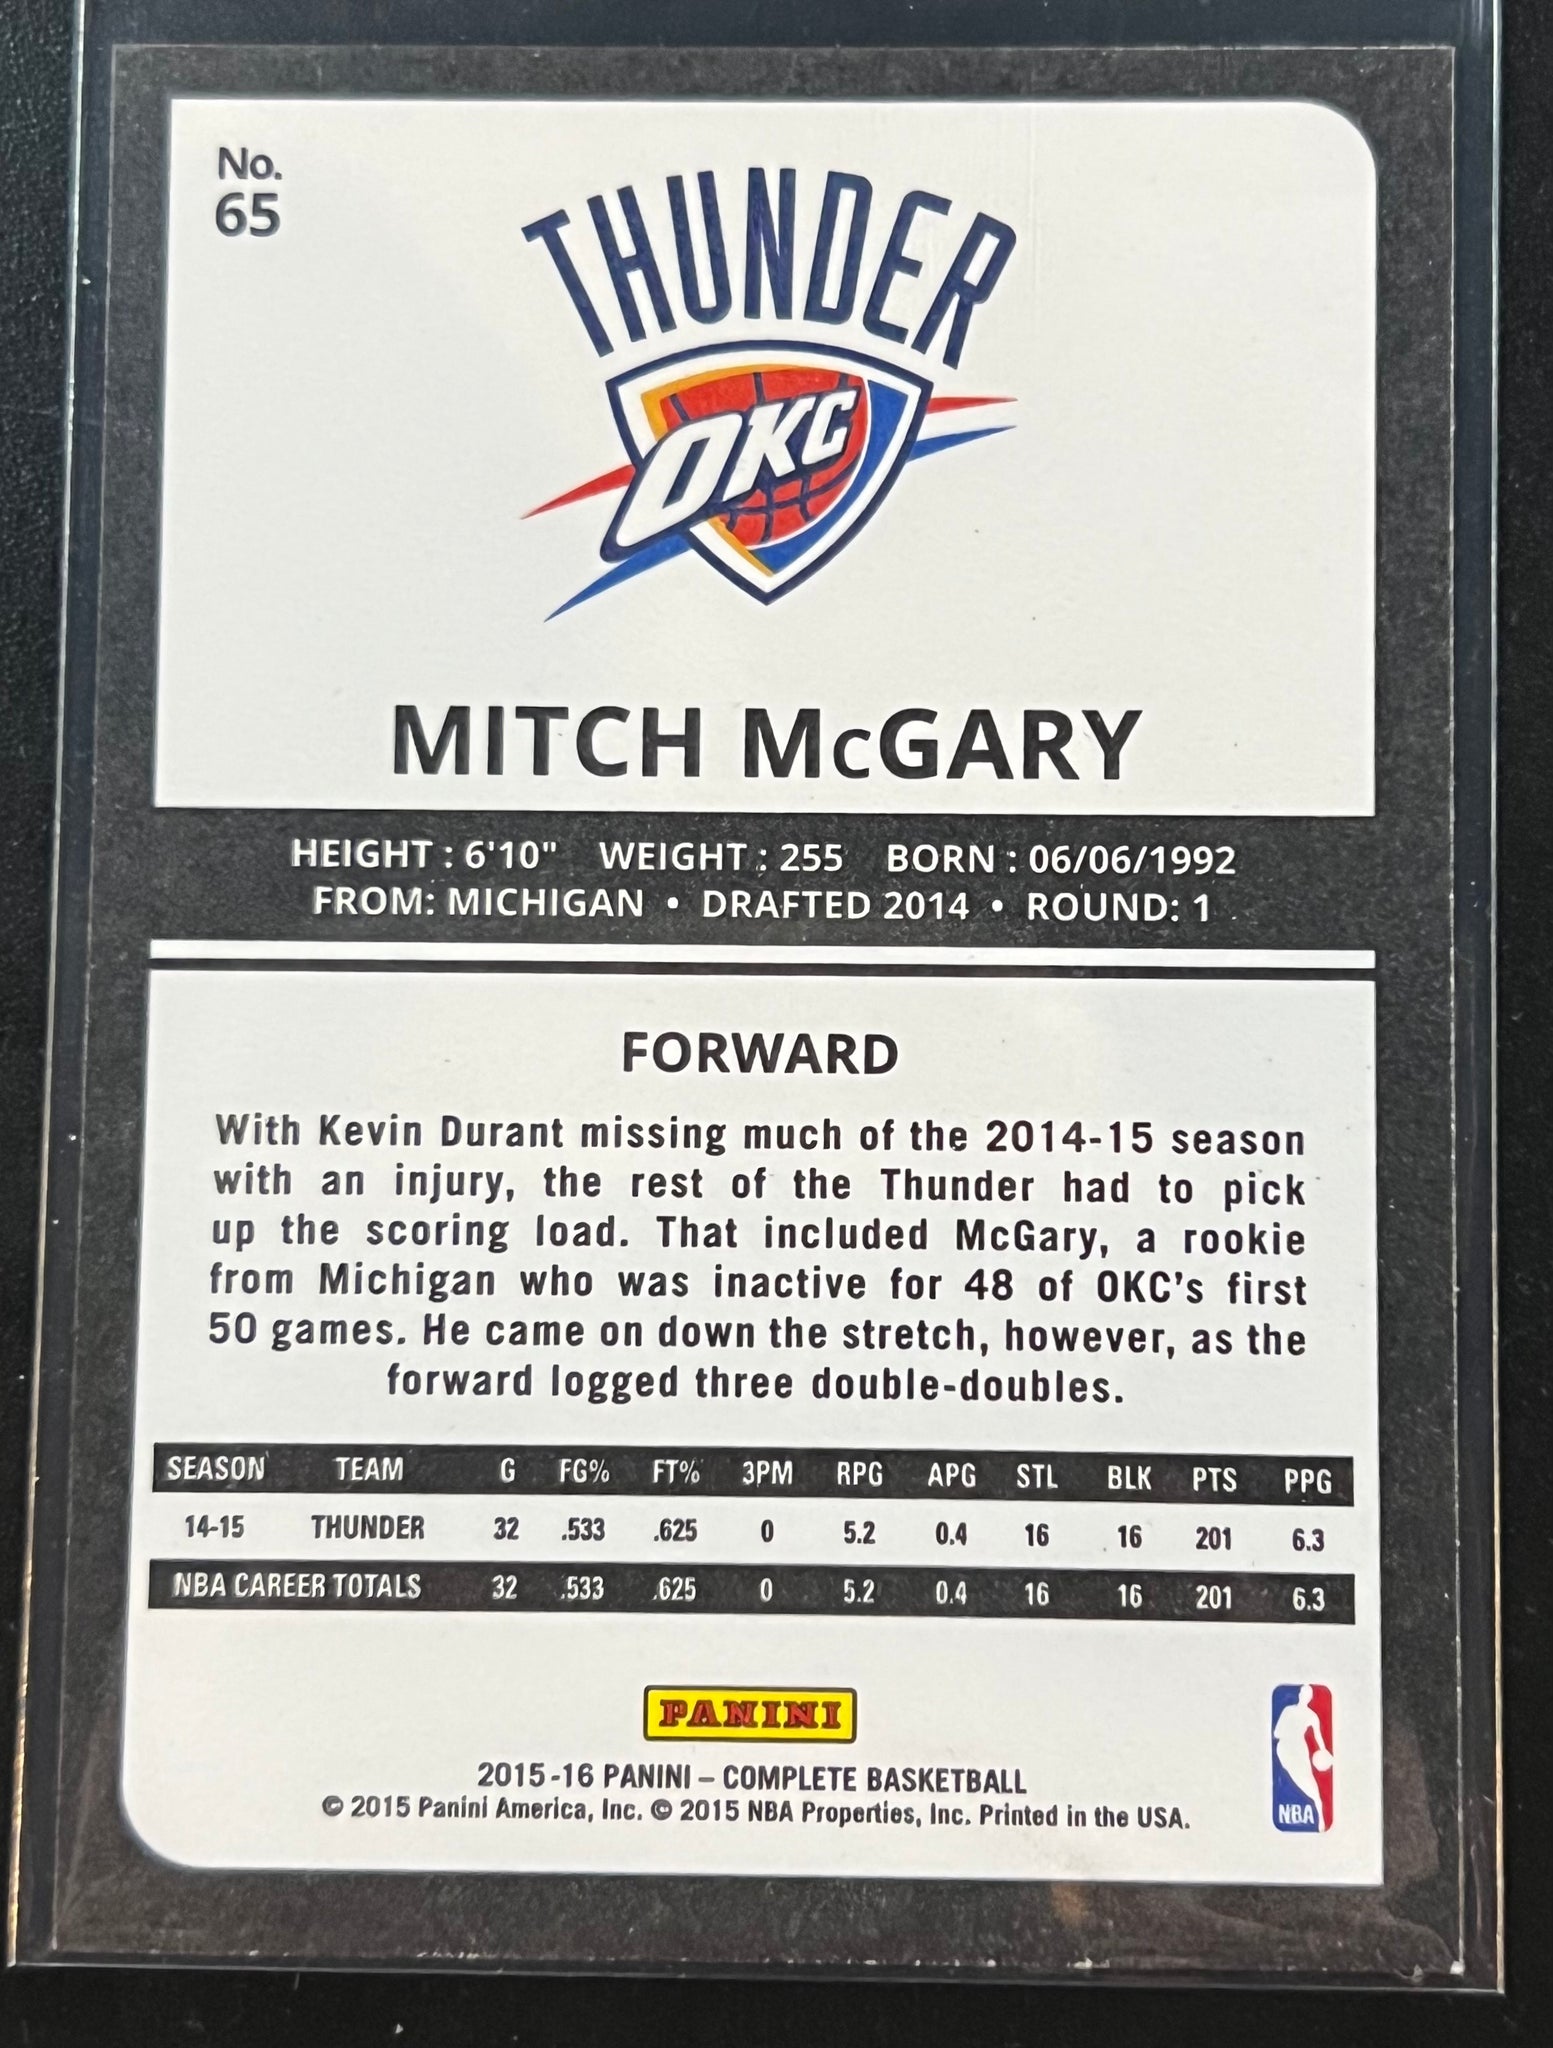 No.
65
THUNDER
OKC
MITCH McGARY
HEIGHT : 6'10" WEIGHT : 255 BORN : 06/06/1992
FROM: MICHIGAN • DRAFTED 2014 • ROUND: 1
FORWARD
With Kevin Durant missing much of the 2014-15 season
with an injury, the rest of the Thunder had to pick
up the scoring load. That included McGary, a rookie
from Michigan who was inactive for 48 of OKC's first
50 games. He came on down the stretch, however, as the
forward logged three double-doubles.
SEASON TEAM G FG% FT% 3PM RPG APG STL BLK PTS PPG
14-15 THUNDER 32 .533 .625 0 5.2 0.4 16 16 201 6.3
NBA CAREER TOTALS 32 .533 .625 0 5.2 0.4 16 16 201 6.3
PANINI
2015-16 PANINI – COMPLETE BASKETBALL
© 2015 Panini America, Inc. © 2015 NBA Properties, Inc. Printed in the USA.
NBA